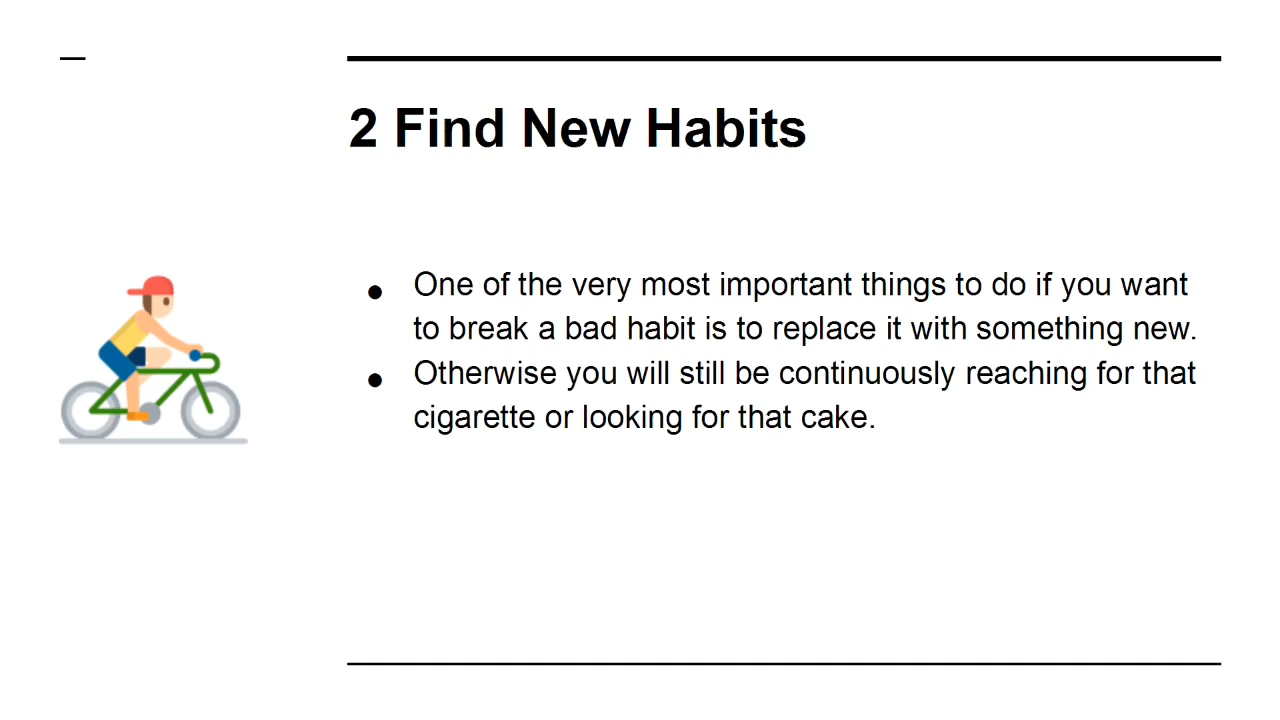 2 Find New Habits
● One of the very most important things to do if you want
to break a bad habit is to replace it with something new.
● Otherwise you will still be continuously reaching for that
cigarette or looking for that cake.